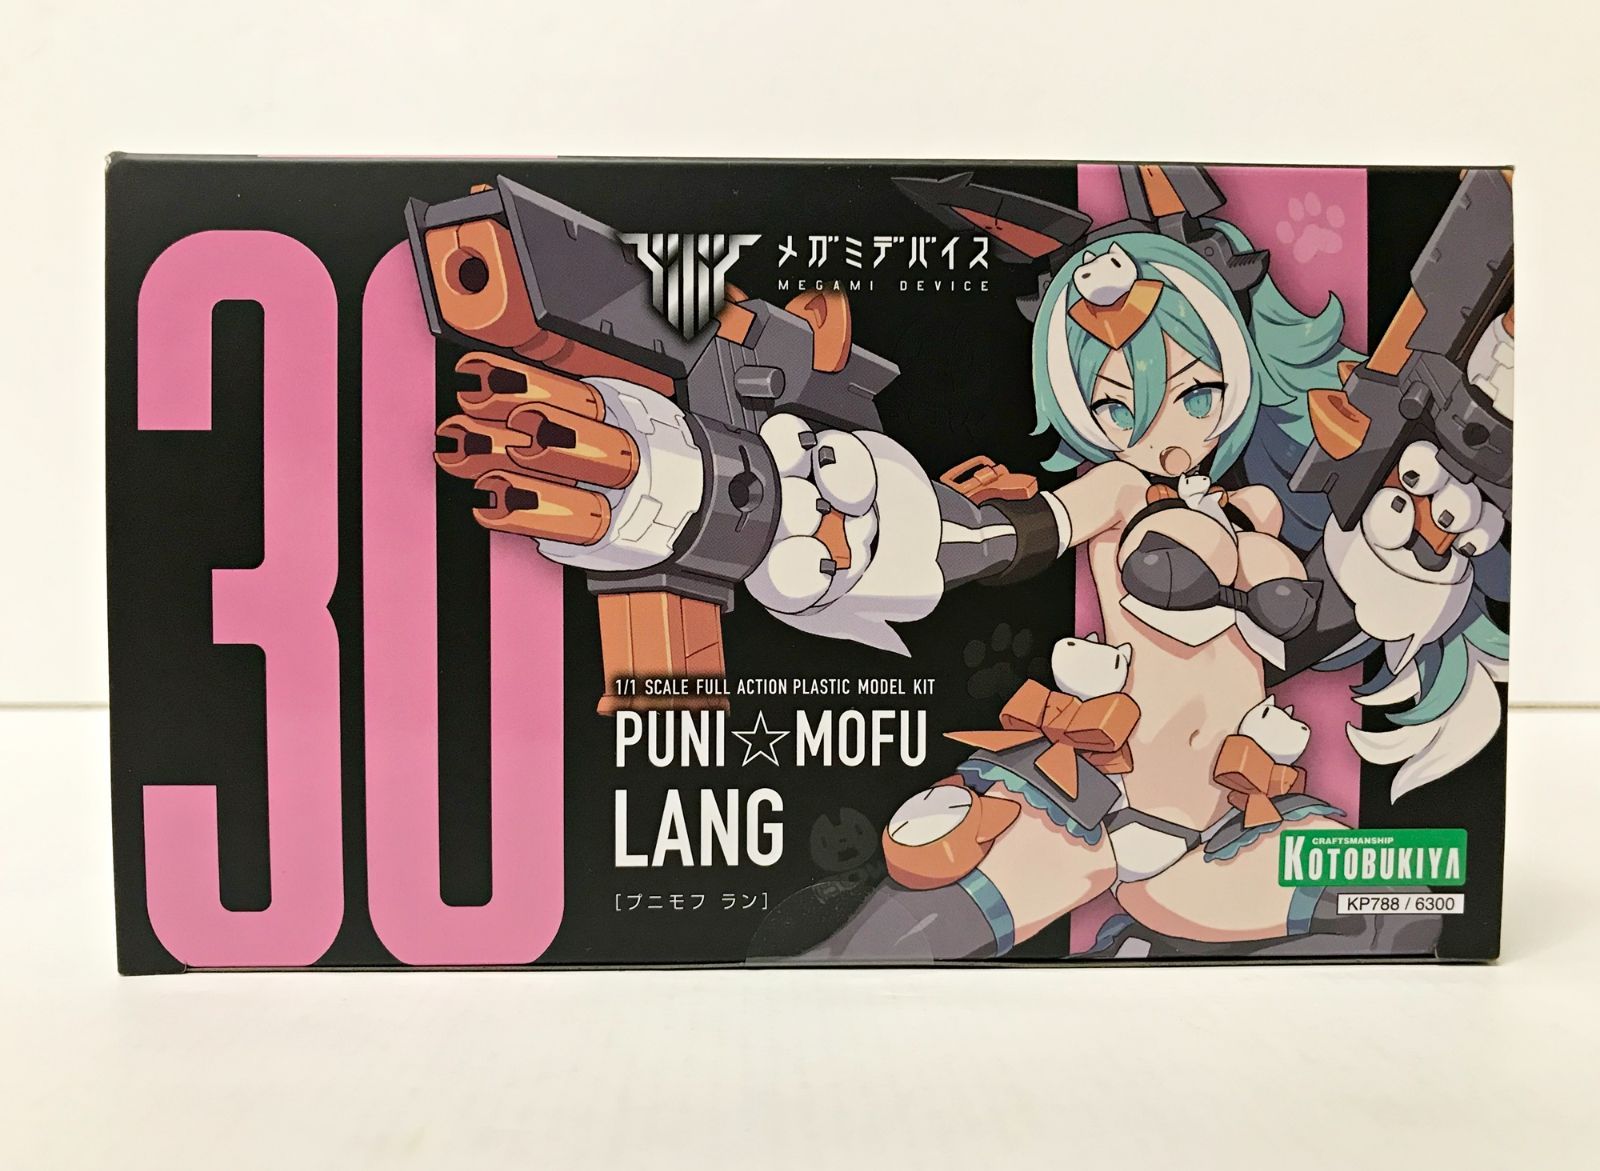 30
メガミデバイス
MEGAMI DEVICE
1/1 SCALE FULL ACTION PLASTIC MODEL KIT
PUNI☆MOFU
LANG
[プニモフ ラン]
CRAFTSMANSHIP
KOTOBUKIYA
KP788 / 6300